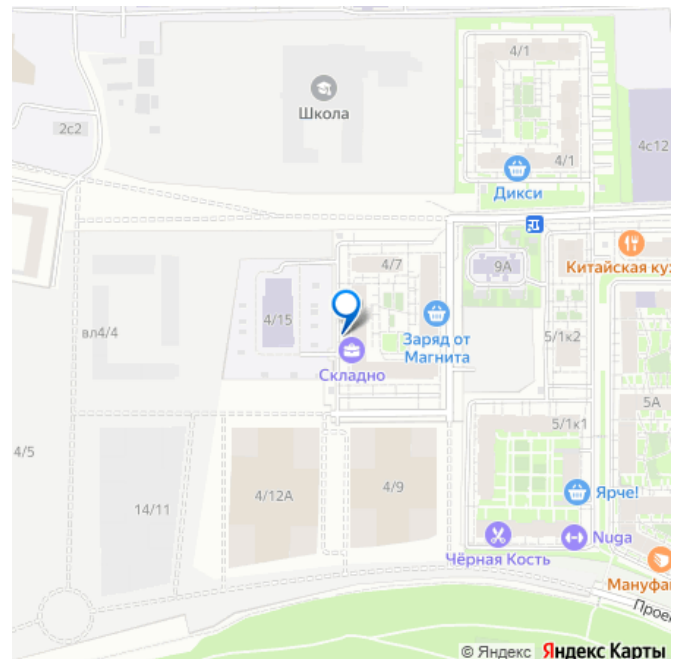 4/1
Школа
2с2
4/1
4с12
Дикси
Китайская кух
4/7
9А
4/15
вл4/4
Заряд от
Магнита
5/1к2
Складно
5А
5/1к1
4/5
4/12А
4/9
14/11
Ярче!
Чёрная Кость
Nuga
Мануфа
Проек
© Яндекс Яндекс Карты